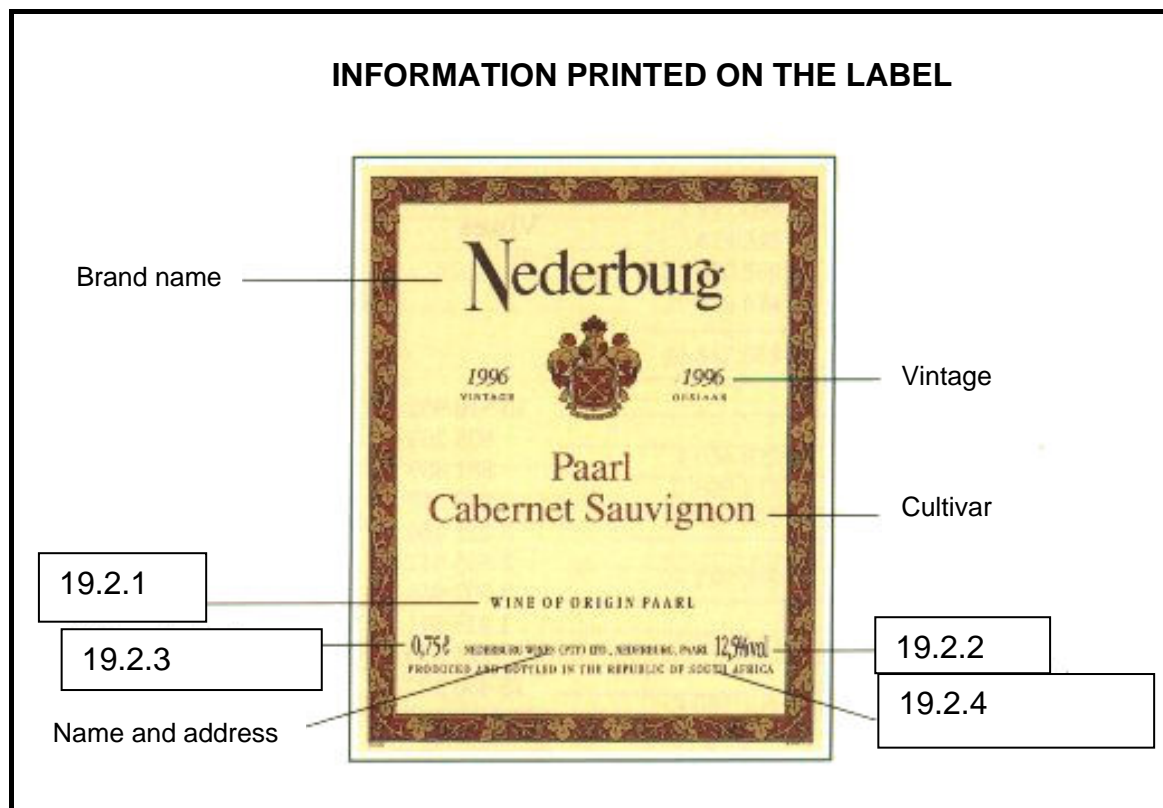 INFORMATION PRINTED ON THE LABEL
Brand name
Nederburg
1996
VINTAGE
1996
OESJAAR
Vintage
Paarl
Cabernet Sauvignon
Cultivar
19.2.1
WINE OF ORIGIN PAARL
19.2.3
0,75ℓ
NEDERBURG WINES (PTY) LTD., NEDERBURG, PAARL
12,9%vol
19.2.2
PRODUCED AND BOTTLED IN THE REPUBLIC OF SOUTH AFRICA
19.2.4
Name and address